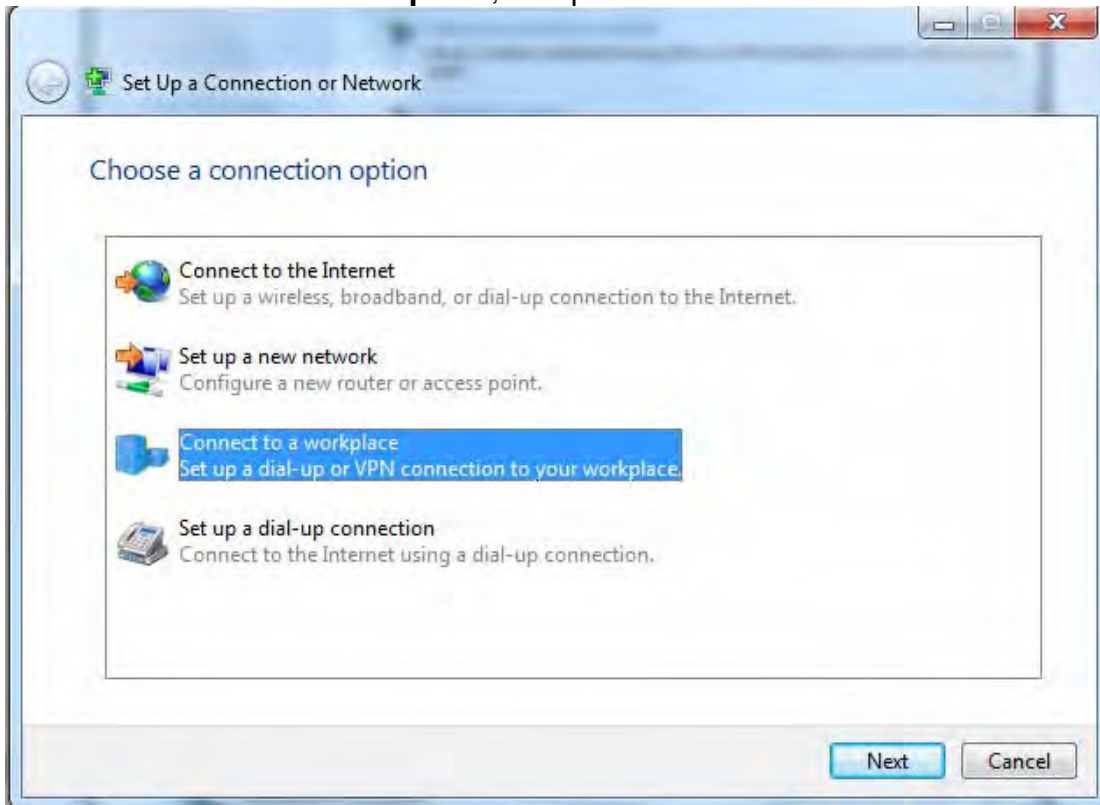 Set Up a Connection or Network
Choose a connection option
Connect to the Internet
Set up a wireless, broadband, or dial-up connection to the Internet.
Set up a new network
Configure a new router or access point.
Connect to a workplace
Set up a dial-up or VPN connection to your workplace.
Set up a dial-up connection
Connect to the Internet using a dial-up connection.
Next
Cancel